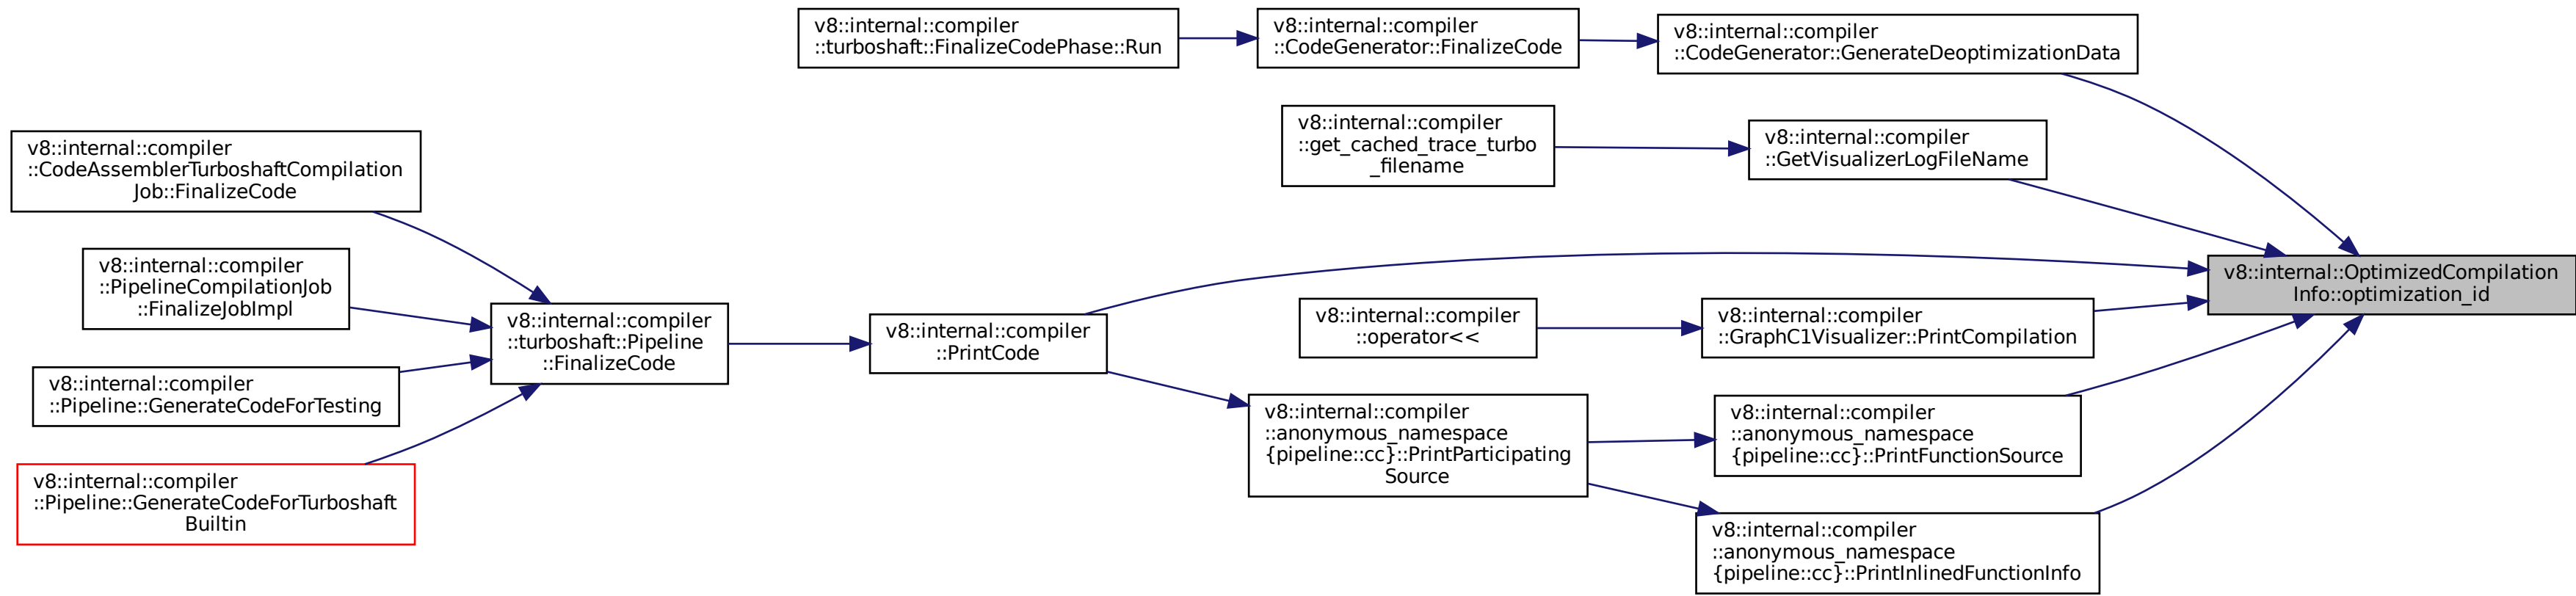 v8::internal::compiler
::turboshaft::FinalizeCodePhase::Run
v8::internal::compiler
::CodeGenerator::FinalizeCode
v8::internal::compiler
::CodeGenerator::GenerateDeoptimizationData
v8::internal::compiler
::get_cached_trace_turbo
_filename
v8::internal::compiler
::GetVisualizerLogFileName
v8::internal::compiler
::CodeAssemblerTurboshaftCompilation
Job::FinalizeCode
v8::internal::compiler
::PipelineCompilationJob
::FinalizeJobImpl
v8::internal::OptimizedCompilation
Info::optimization_id
v8::internal::compiler
::turboshaft::Pipeline
::FinalizeCode
v8::internal::compiler
::PrintCode
v8::internal::compiler
::operator<<
v8::internal::compiler
::GraphC1Visualizer::PrintCompilation
v8::internal::compiler
::Pipeline::GenerateCodeForTesting
v8::internal::compiler
::anonymous_namespace
{pipeline::cc}::PrintParticipating
Source
v8::internal::compiler
::anonymous_namespace
{pipeline::cc}::PrintFunctionSource
v8::internal::compiler
::Pipeline::GenerateCodeForTurboshaft
Builtin
v8::internal::compiler
::anonymous_namespace
{pipeline::cc}::PrintInlinedFunctionInfo